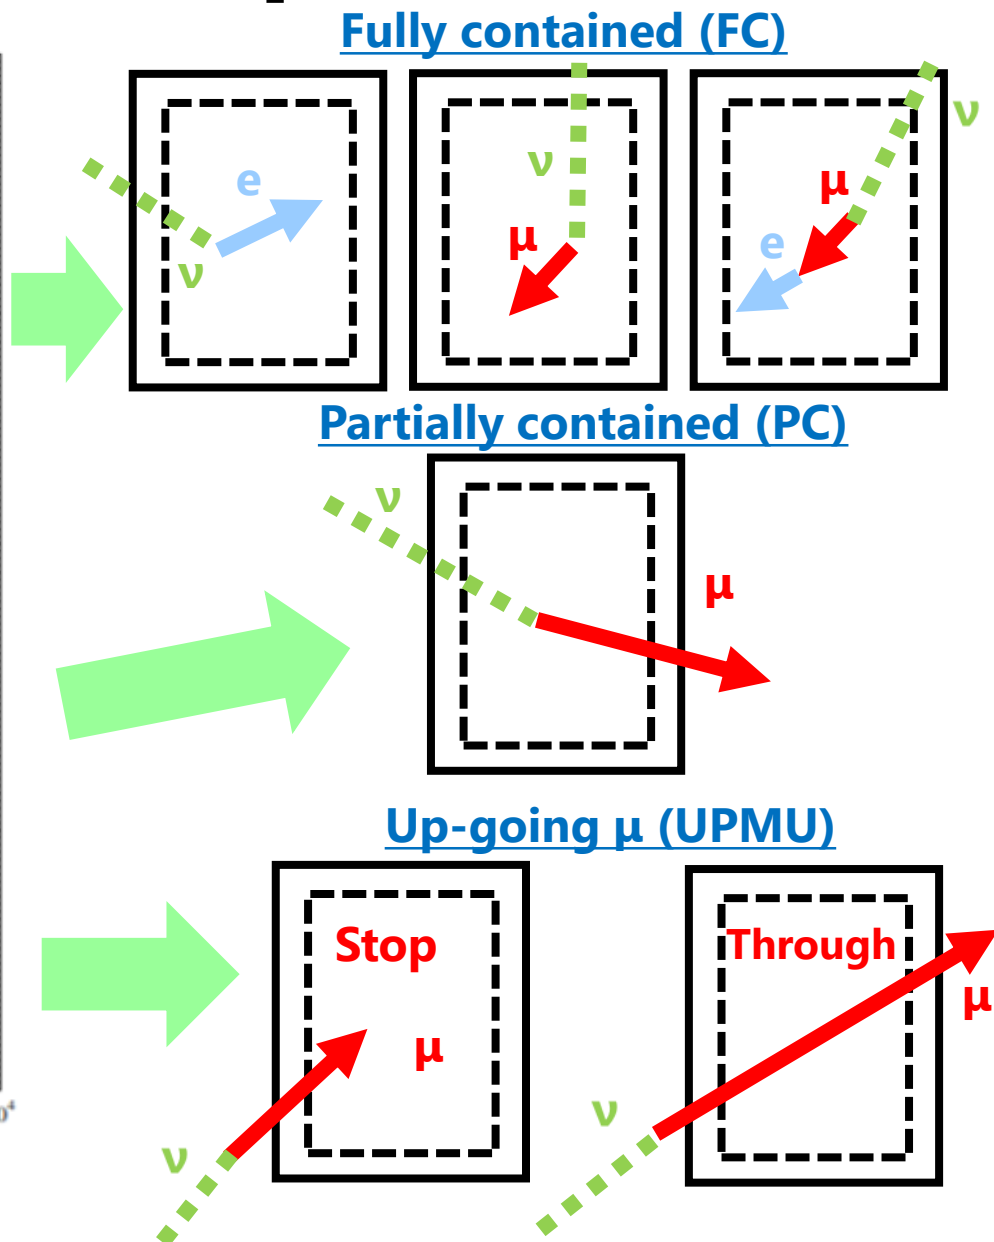 Fully contained (FC)
ν
e
ν
ν
μ
μ
e
Partially contained (PC)
ν
μ
Up-going μ (UPMU)
Stop
Through
μ
μ
ν
ν